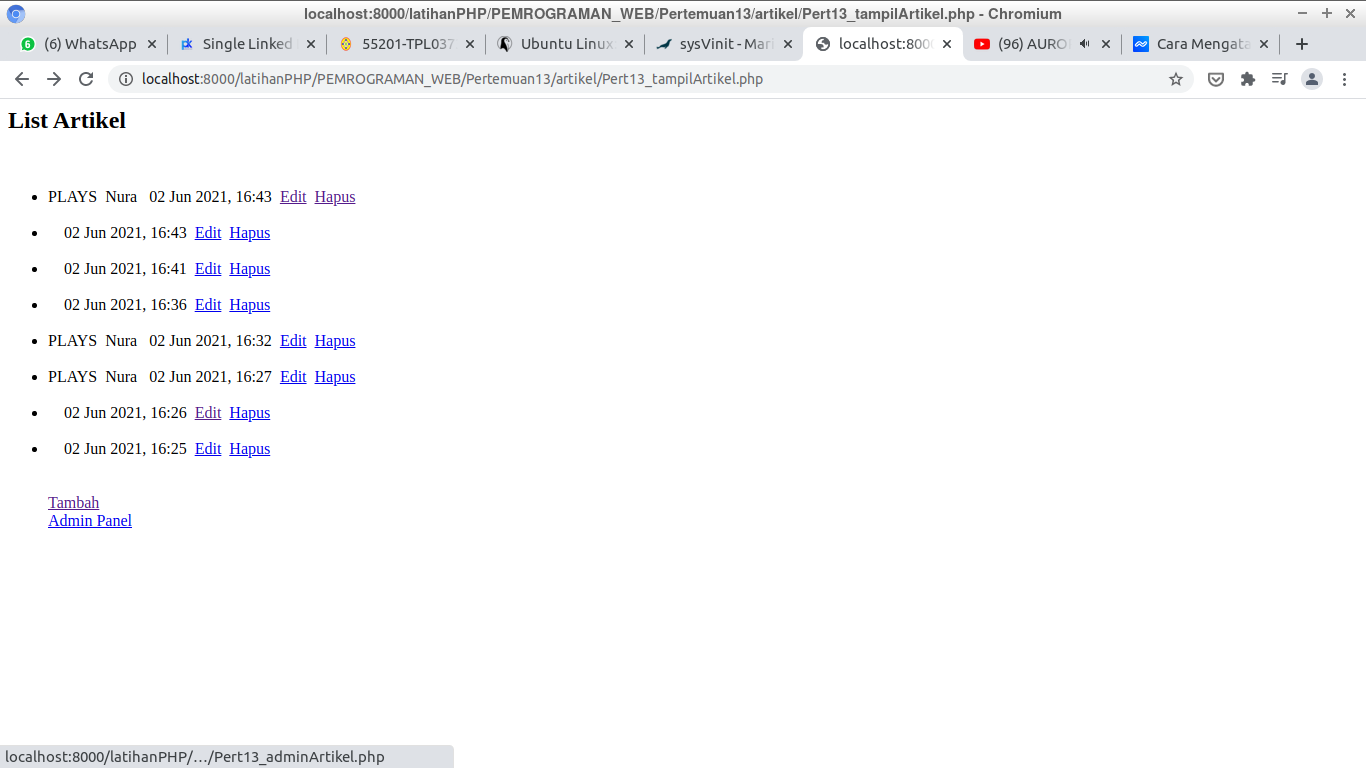 localhost:8000/latihanPHP/PEMROGRAMAN_WEB/Pertemuan13/artikel/Pert13_tampilArtikel.php - Chromium
(6) WhatsApp Single Linked 55201-TPL037 Ubuntu Linux sysVinit - Mari localhost:800 (96) AURO Cara Mengata
localhost:8000/latihanPHP/PEMROGRAMAN_WEB/Pertemuan13/artikel/Pert13_tampilArtikel.php
List Artikel
• PLAYS Nura 02 Jun 2021, 16:43 Edit Hapus
• 02 Jun 2021, 16:43 Edit Hapus
• 02 Jun 2021, 16:41 Edit Hapus
• 02 Jun 2021, 16:36 Edit Hapus
• PLAYS Nura 02 Jun 2021, 16:32 Edit Hapus
• PLAYS Nura 02 Jun 2021, 16:27 Edit Hapus
• 02 Jun 2021, 16:26 Edit Hapus
• 02 Jun 2021, 16:25 Edit Hapus
Tambah
Admin Panel
localhost:8000/latihanPHP/…/Pert13_adminArtikel.php